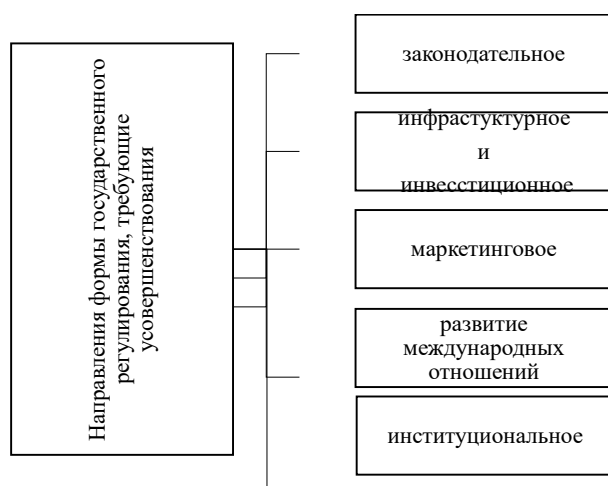 Направления формы государственного
регулирования, требующие
усовершенствования
законодательное
инфрастуктурное
и
инвесстиционное
маркетинговое
развитие
международных
отношений
институциональное